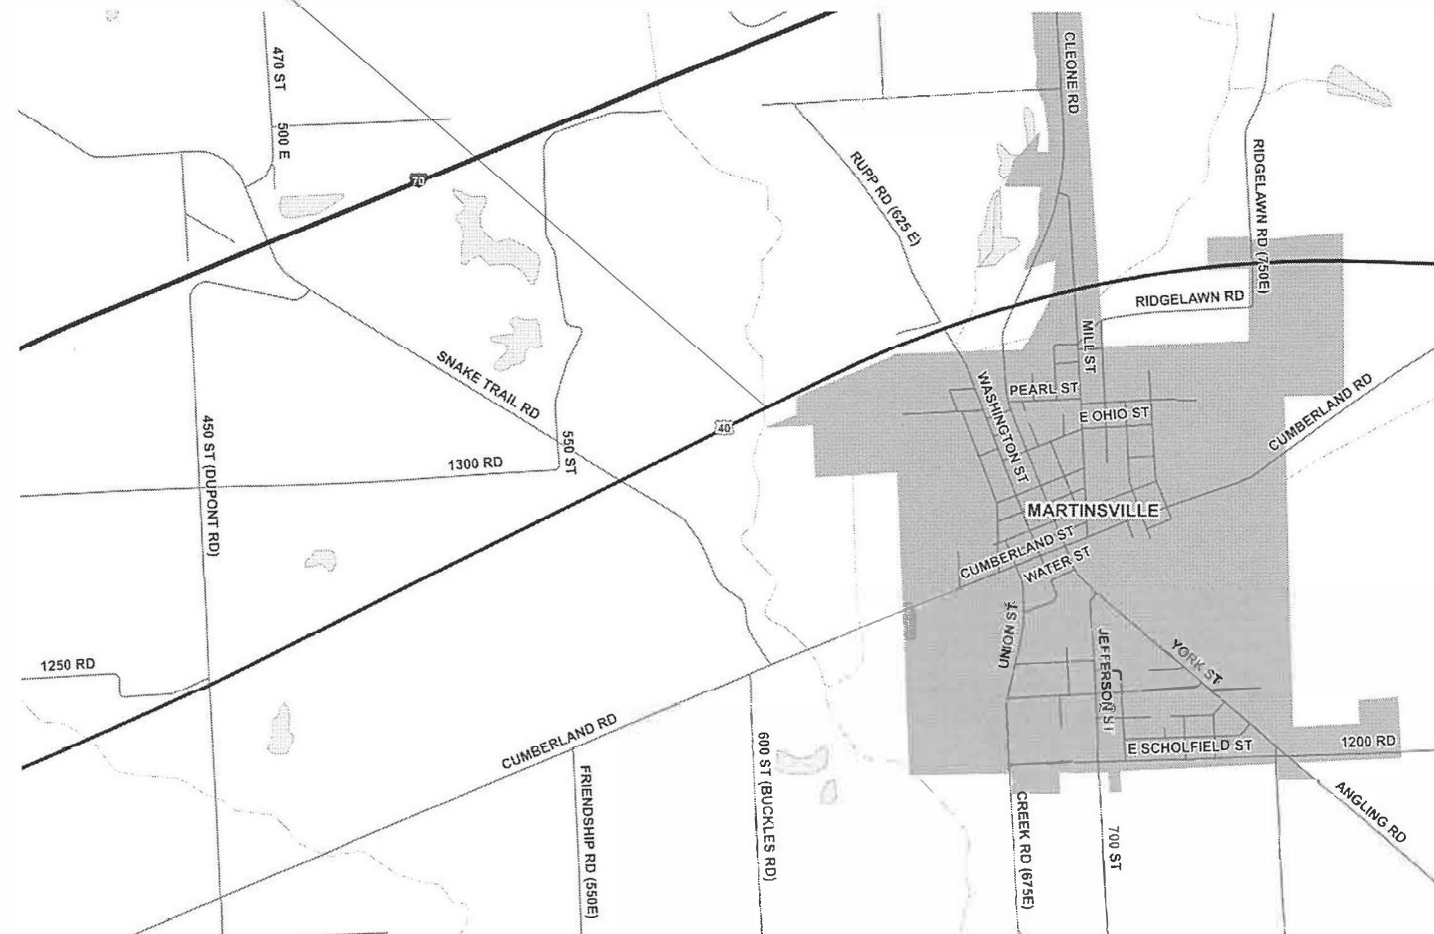 CLEONE RD
470 ST
500 E
70
RUPP RD (625 E)
RIDGELAWN RD (750E)
RIDGELAWN RD
MILL ST
SNAKE TRAIL RD
WASHINGTON ST
PEARL ST
E OHIO ST
CUMBERLAND RD
40
450 ST (DUPONT RD)
550 ST
1300 RD
MARTINSVILLE
CUMBERLAND ST
WATER ST
UNION ST
JEFFERSON ST
YORK ST
1250 RD
CUMBERLAND RD
600 ST (BUCKLES RD)
FRIENDSHIP RD (550E)
E SCHOLFIELD ST
1200 RD
CREEK RD (675E)
700 ST
ANGLING RD